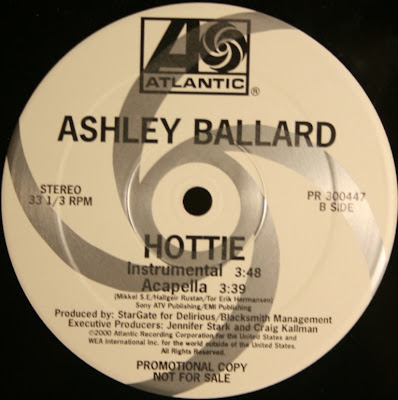 ATLANTIC ®
ASHLEY BALLARD
STEREO
33 1/3 RPM
PR 300447
B SIDE
HOTTIE
Instrumental 3:48
Acapella 3:39
(Mikkel S.E/Hallgeir Rustan/Tor Erik Hermansen)
Sony ATV Publishing/EMI Publishing
Produced by: StarGate for Delirious/Blacksmith Management
Executive Producers: Jennifer Stark and Craig Kallman
©2000 Atlantic Recording Corporation for the United States and
WEA International Inc. for the world outside of the United States.
All Rights Reserved.
PROMOTIONAL COPY
NOT FOR SALE